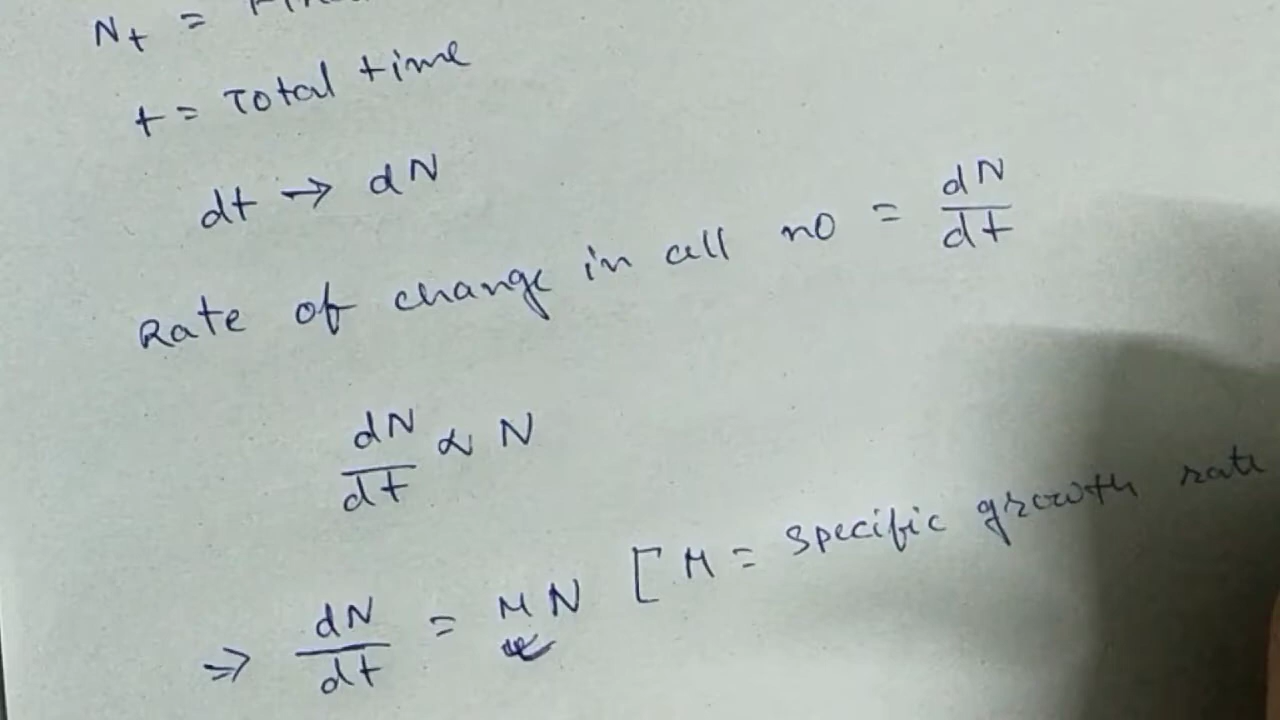 Nt =
t = Total time
dt → dN
Rate of change in cell no = dN/dt
dN/dt ∝ N
⇒ dN/dt = μN [μ = specific growth rate